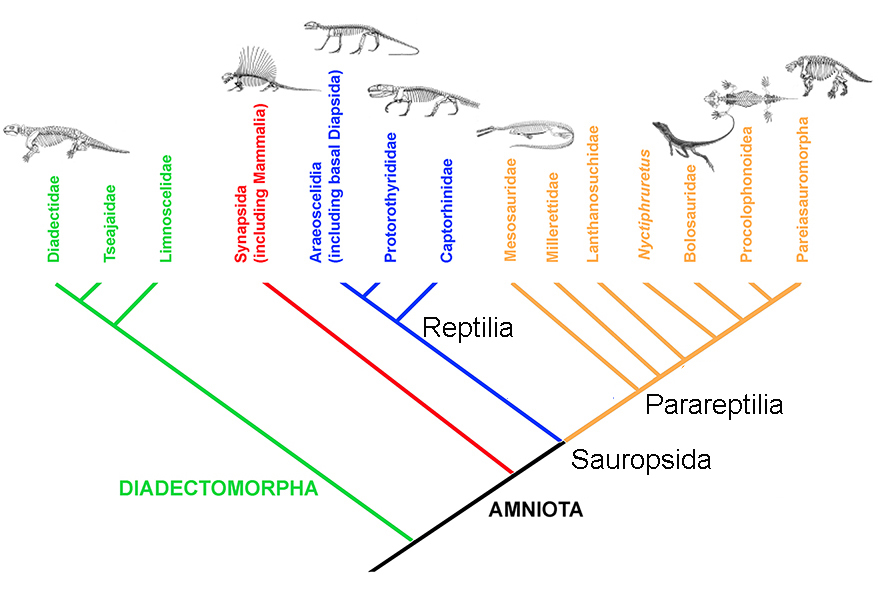 Diadectidae
Tseajaidae
Limnoscelidae
Synapsida
(including Mammalia)
Araeoscelidia
(including basal Diapsida)
Protorothyrididae
Captorhinidae
Mesosauridae
Millerettidae
Lanthanosuchidae
Nyctiphruretus
Bolosauridae
Procolophonoidea
Pareiasauromorpha
Reptilia
Parareptilia
Sauropsida
DIADECTOMORPHA
AMNIOTA